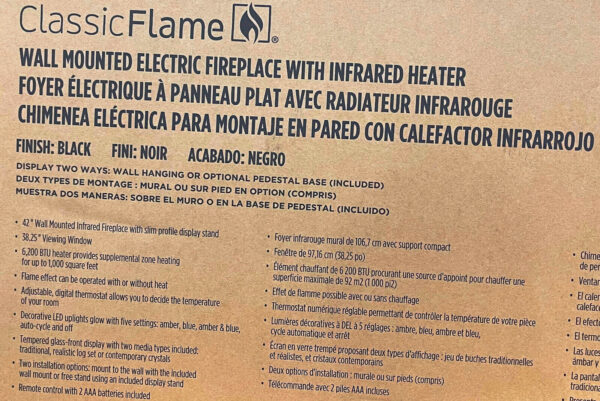 ClassicFlame ®
WALL MOUNTED ELECTRIC FIREPLACE WITH INFRARED HEATER
FOYER ÉLECTRIQUE À PANNEAU PLAT AVEC RADIATEUR INFRAROUGE
CHIMENEA ELÉCTRICA PARA MONTAJE EN PARED CON CALEFACTOR INFRARROJO
FINISH: BLACK FINI: NOIR ACABADO: NEGRO
DISPLAY TWO WAYS: WALL HANGING OR OPTIONAL PEDESTAL BASE (INCLUDED)
DEUX TYPES DE MONTAGE : MURAL OU SUR PIED EN OPTION (COMPRIS)
MUESTRA DOS MANERAS: SOBRE EL MURO O EN LA BASE DE PEDESTAL (INCLUIDO)
• 42" Wall Mounted Infrared Fireplace with slim profile display stand
• 38.25" Viewing Window
• 6,200 BTU heater provides supplemental zone heating
for up to 1,000 square feet
• Flame effect can be operated with or without heat
• Adjustable, digital thermostat allows you to decide the temperature
of your room
• Decorative LED uplights glow with five settings: amber, blue, amber & blue,
auto-cycle and off
• Tempered glass-front display with two media types included:
traditional, realistic log set or contemporary crystals
• Two installation options: mount to the wall with the included
wall mount or free stand using an included display stand
• Remote control with 2 AAA batteries included
• Foyer infrarouge mural de 106,7 cm avec support compact
• Fenêtre de 97,16 cm (38,25 po)
• Élément chauffant de 6 200 BTU procurant une source d'appoint pour chauffer une
superficie maximale de 92 m2 (1 000 pi2)
• Effet de flamme possible avec ou sans chauffage
• Thermostat numérique réglable permettant de contrôler la température de votre pièce
• Lumières décoratives à DEL à 5 réglages : ambre, bleu, ambre et bleu,
cycle automatique et arrêt
• Écran en verre trempé proposant deux types d'affichage : jeu de buches traditionnelles
et réalistes, et cristaux contemporains
• Deux options d'installation : murale ou sur pieds (compris)
• Télécommande avec 2 piles AAA incluses
• Chime
de per
• Ventan
• El caler
calefac
• El efect
• El termo
• Las luces
ámbar y
• La pantal
tradiciona